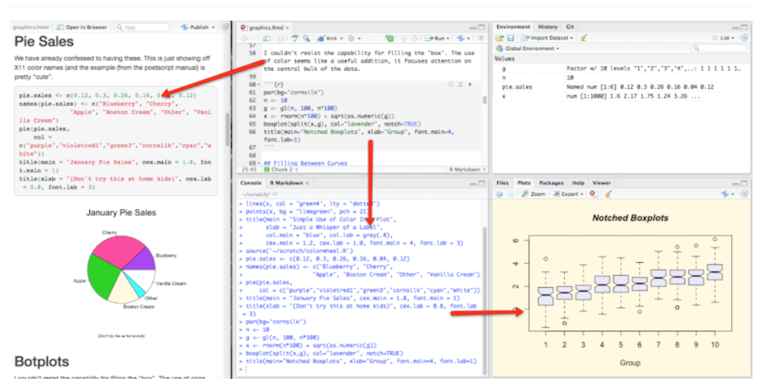 graphics.html
Open in Browser
Find
Publish
Pie Sales
We have already confessed to having these. This is just showing off
X11 color names (and the example (from the postscript manual) is
pretty "cute".
pie.sales <- c(0.12, 0.3, 0.26, 0.16, 0.12)
names(pie.sales) <- c("Blueberry", "Cherry",
"Apple", "Boston Cream", "Other", "Vani
lla Cream")
pie(pie.sales,
col =
c("purple","violetred1","green3","cornsilk","cyan","w
hite"))
title(main = "January Pie Sales", cex.main = 1.8, fon
t.main = 1)
title(xlab = "(Don't try this at home kids)", cex.lab
= 0.8, font.lab = 3)
January Pie Sales
Cherry
Blueberry
Apple
Vanilla Cream
Other
Boston Cream
(Don't try this at home kids)
Botplots
I couldn't resist the capability for filling the "box". The use of color
graphics.Rmd
Knit
Run
57
58 I couldn't resist the capability for filling the "box". The use
of color seems like a useful addition, it focuses attention on
the central bulk of the data.
59
60 ```{r}
61 par(bg="cornsilk")
62 n <- 10
63 g <- gl(n, 100, n*100)
64 x <- rnorm(n*100) + sqrt(as.numeric(g))
65 boxplot(split(x,g), col="lavender", notch=TRUE)
66 title(main="Notched Boxplots", xlab="Group", font.main=4,
font.lab=1)
67 ```
68
69 ## Filling Between Curves
25:45
Chunk 2
R Markdown
Console
R Markdown
~/scratch/
> lines(x, col = "green4", lty = "dotted")
> points(x, bg = "limegreen", pch = 21)
> title(main = "Simple Use of Color In a Plot",
xlab = "Just a Whisper of a Label",
col.main = "blue", col.lab = gray(.8),
cex.main = 1.2, cex.lab = 1.0, font.main = 4, font.lab = 3)
> source('~/scratch/colorwheel.R')
> pie.sales <- c(0.12, 0.3, 0.26, 0.16, 0.04, 0.12)
> names(pie.sales) <- c("Blueberry", "Cherry",
"Apple", "Boston Cream", "Other", "Vanilla Cream")
> pie(pie.sales,
col = c("purple","violetred1","green3","cornsilk","cyan","white"))
> title(main = "January Pie Sales", cex.main = 1.8, font.main = 1)
> title(xlab = "(Don't try this at home kids)", cex.lab = 0.8, font.lab
= 3)
> par(bg="cornsilk")
> n <- 10
> g <- gl(n, 100, n*100)
> x <- rnorm(n*100) + sqrt(as.numeric(g))
> boxplot(split(x,g), col="lavender", notch=TRUE)
> title(main="Notched Boxplots", xlab="Group", font.main=4, font.lab=1)
>
Environment
History
Git
Import Dataset
List
Global Environment
Values
g Factor w/ 10 levels "1","2","3","4",..: 1 1 1 1 1 1…
n 10
pie.sales Named num [1:6] 0.12 0.3 0.26 0.16 0.04 0.12
x num [1:1000] 1.6 2.17 1.75 1.24 5.26 ...
Files
Plots
Packages
Help
Viewer
Zoom
Export
Notched Boxplots
6
4
2
1 2 3 4 5 6 7 8 9 10
Group